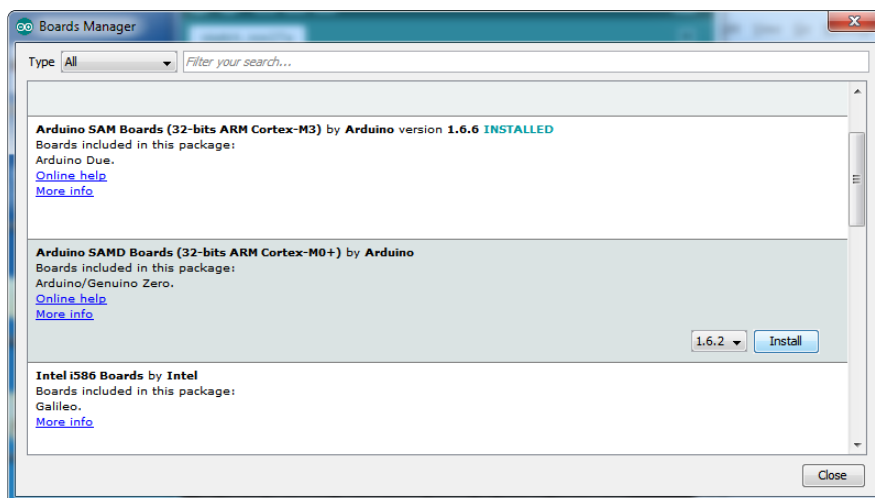 Boards Manager
Type All Filter your search...
Arduino SAM Boards (32-bits ARM Cortex-M3) by Arduino version 1.6.6 INSTALLED
Boards included in this package:
Arduino Due.
Online help
More info
Arduino SAMD Boards (32-bits ARM Cortex-M0+) by Arduino
Boards included in this package:
Arduino/Genuino Zero.
Online help
More info
1.6.2 Install
Intel i586 Boards by Intel
Boards included in this package:
Galileo.
More info
Close